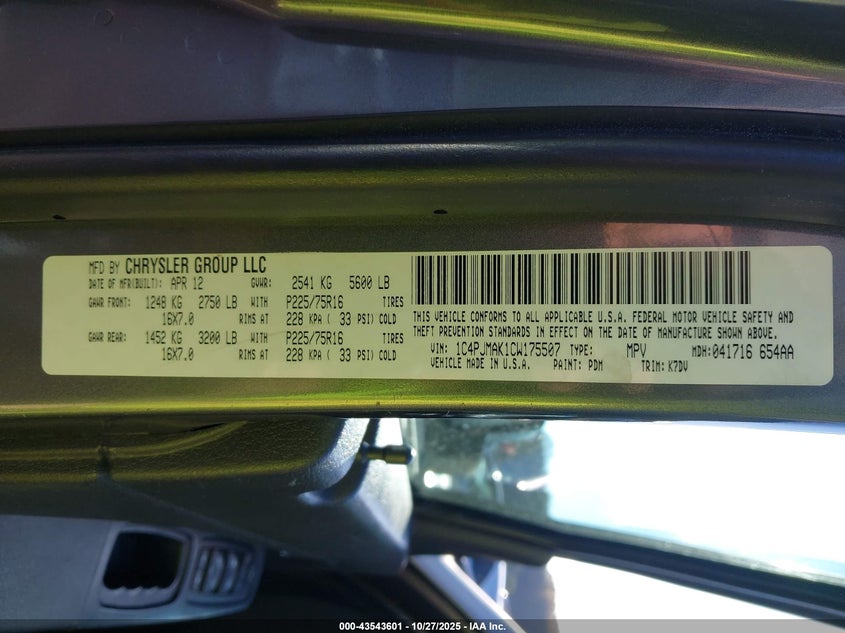 MFD BY CHRYSLER GROUP LLC
DATE OF MFR(BUILT): APR 12 GVWR: 2541 KG 5600 LB
GAWR FRONT: 1248 KG 2750 LB WITH P225/75R16 TIRES
16X7.0 RIMS AT 228 KPA ( 33 PSI) COLD
GAWR REAR: 1452 KG 3200 LB WITH P225/75R16 TIRES
16X7.0 RIMS AT 228 KPA ( 33 PSI) COLD
THIS VEHICLE CONFORMS TO ALL APPLICABLE U.S.A. FEDERAL MOTOR VEHICLE SAFETY AND
THEFT PREVENTION STANDARDS IN EFFECT ON THE DATE OF MANUFACTURE SHOWN ABOVE.
VIN: 1C4PJMAK1CW175507 TYPE: MPV MDH:041716 654AA
VEHICLE MADE IN U.S.A. PAINT: PDM TRIM: K7DV
000-43543601 - 10/27/2025 - IAA Inc.